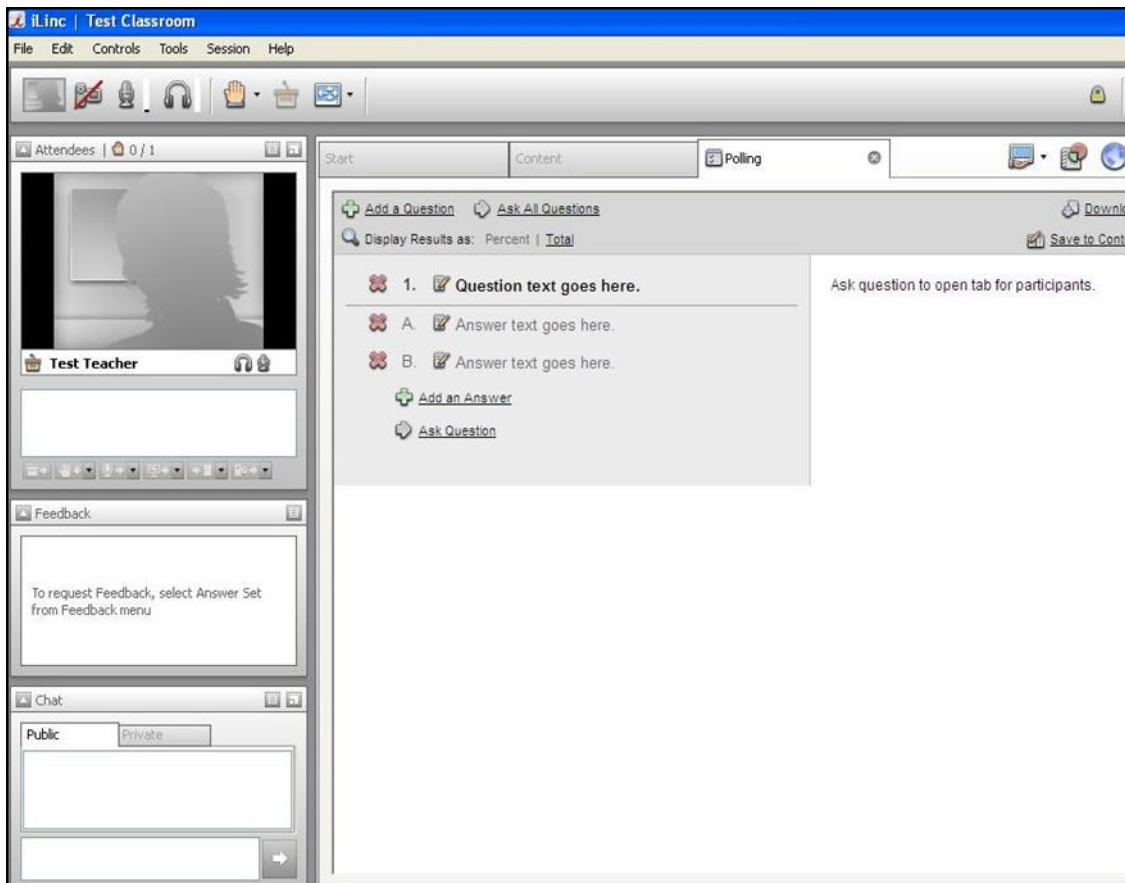 iLinc | Test Classroom
File Edit Controls Tools Session Help
Attendees | 0 / 1
Start Content Polling
Add a Question Ask All Questions Downl
Display Results as: Percent | Total Save to Cont
1. Question text goes here. Ask question to open tab for participants.
A. Answer text goes here.
B. Answer text goes here.
Add an Answer
Ask Question
Test Teacher
Feedback
To request Feedback, select Answer Set
from Feedback menu
Chat
Public Private